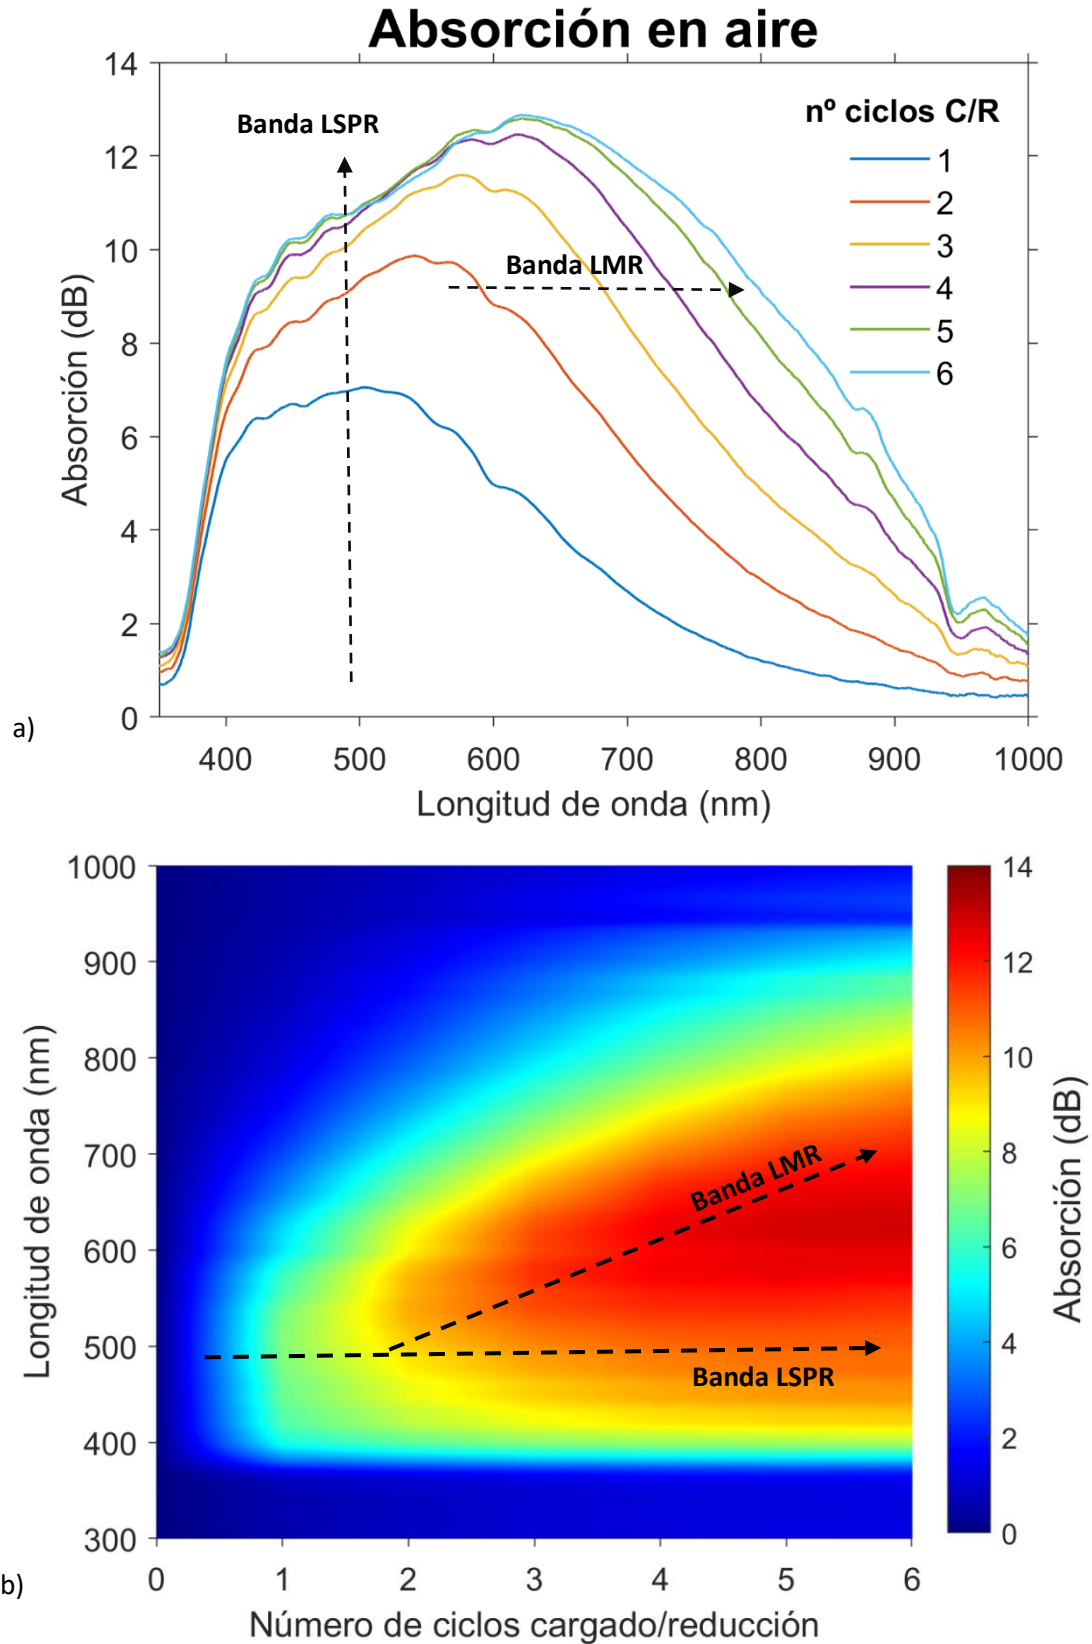 Absorción en aire
14
12
10
8
6
4
2
0
Absorción (dB)
Banda LSPR
Banda LMR
nº ciclos C/R
1
2
3
4
5
6
400 500 600 700 800 900 1000
Longitud de onda (nm)
a)
1000
900
800
700
600
500
400
300
Longitud de onda (nm)
Banda LMR
Banda LSPR
14
12
10
8
6
4
2
0
Absorción (dB)
0 1 2 3 4 5 6
Número de ciclos cargado/reducción
b)